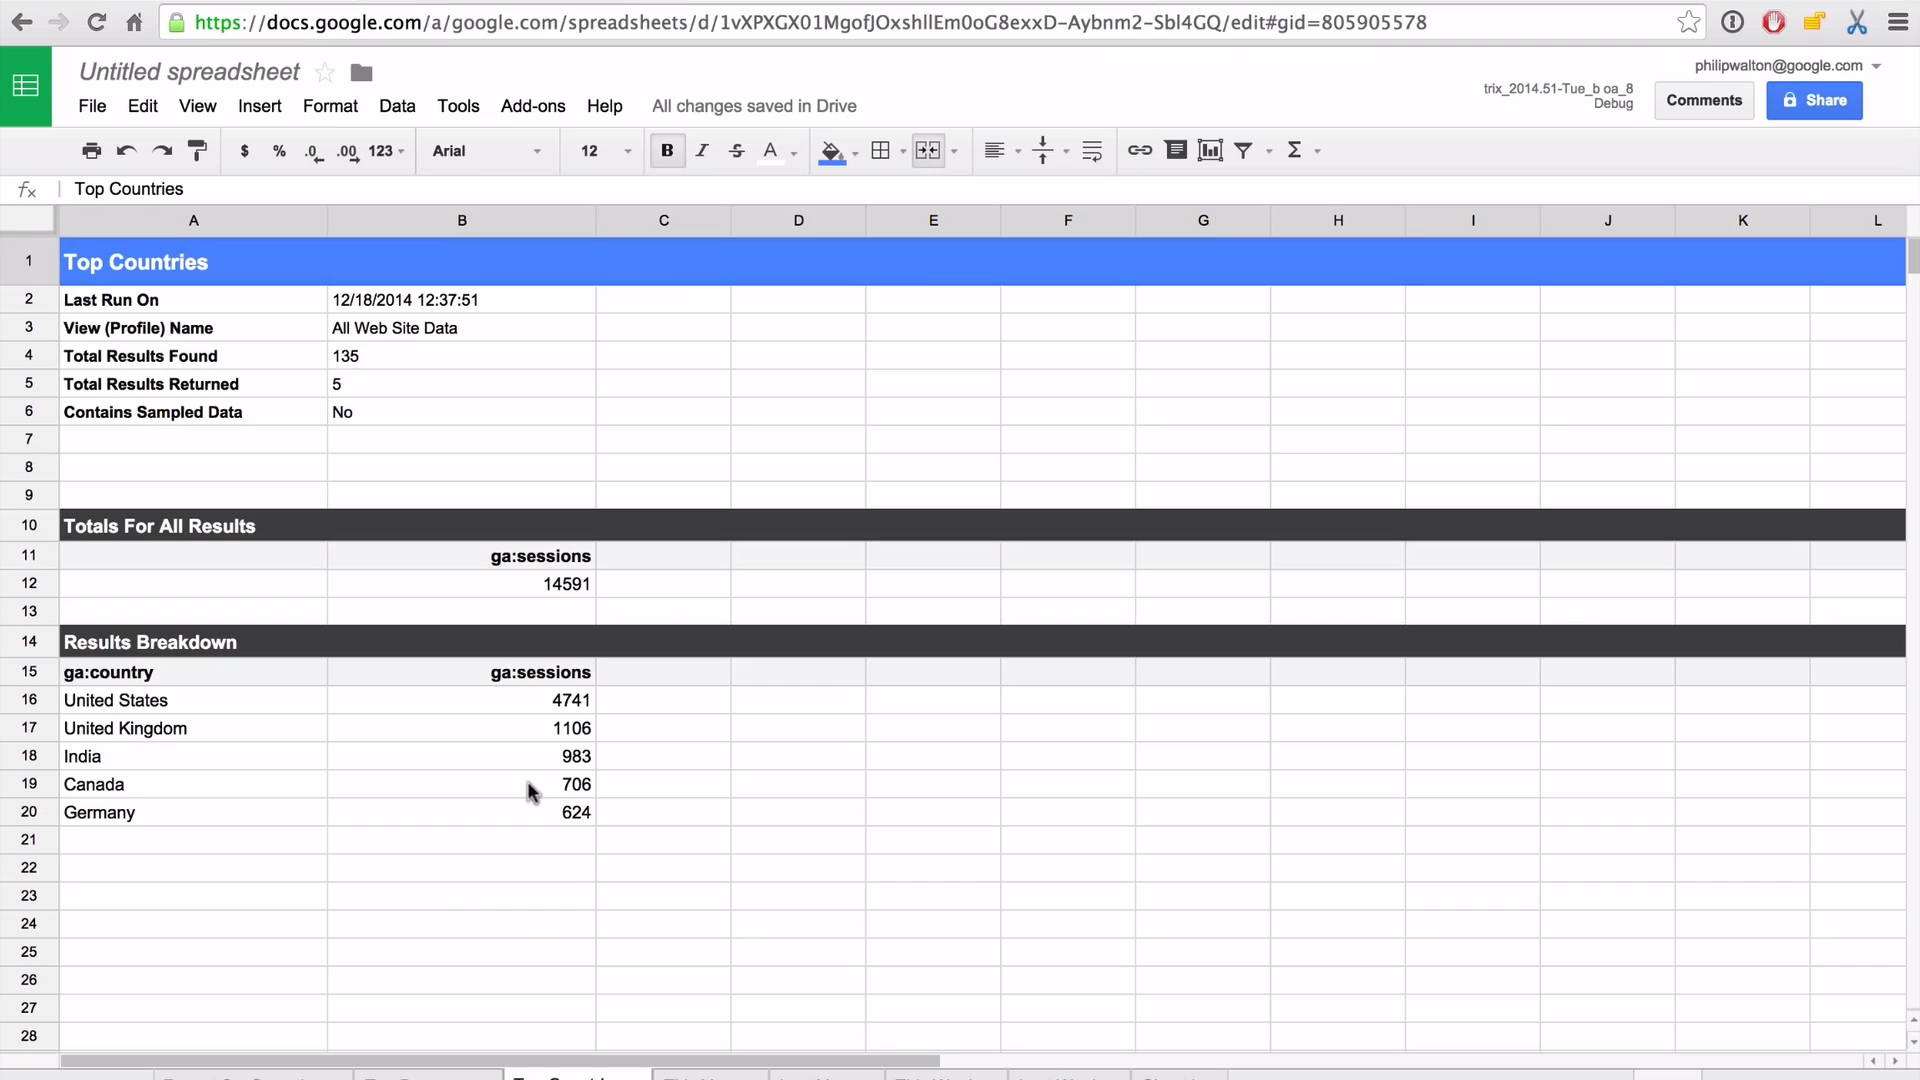 https://docs.google.com/a/google.com/spreadsheets/d/1vXPXGX01MgofJOxshllEm0oG8exxD-Aybnm2-Sbl4GQ/edit#gid=805905578
Untitled spreadsheet
philipwalton@google.com
File Edit View Insert Format Data Tools Add-ons Help All changes saved in Drive
trix_2014.51-Tue_b oa_8
Debug
Comments
Share
$ % .0 .00 123 Arial 12 B I S A Σ
fx Top Countries
A B C D E F G H I J K L
1 Top Countries
2 Last Run On 12/18/2014 12:37:51
3 View (Profile) Name All Web Site Data
4 Total Results Found 135
5 Total Results Returned 5
6 Contains Sampled Data No
7
8
9
10 Totals For All Results
11 ga:sessions
12 14591
13
14 Results Breakdown
15 ga:country ga:sessions
16 United States 4741
17 United Kingdom 1106
18 India 983
19 Canada 706
20 Germany 624
21
22
23
24
25
26
27
28